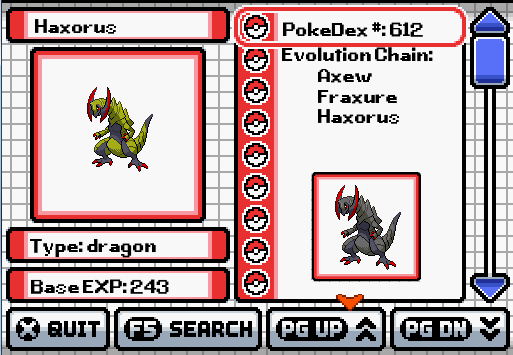 Haxorus
PokeDex #: 612
Evolution Chain:
Axew
Fraxure
Haxorus
Type: dragon
Base EXP: 243
X QUIT
F5 SEARCH
PG UP
PG DN